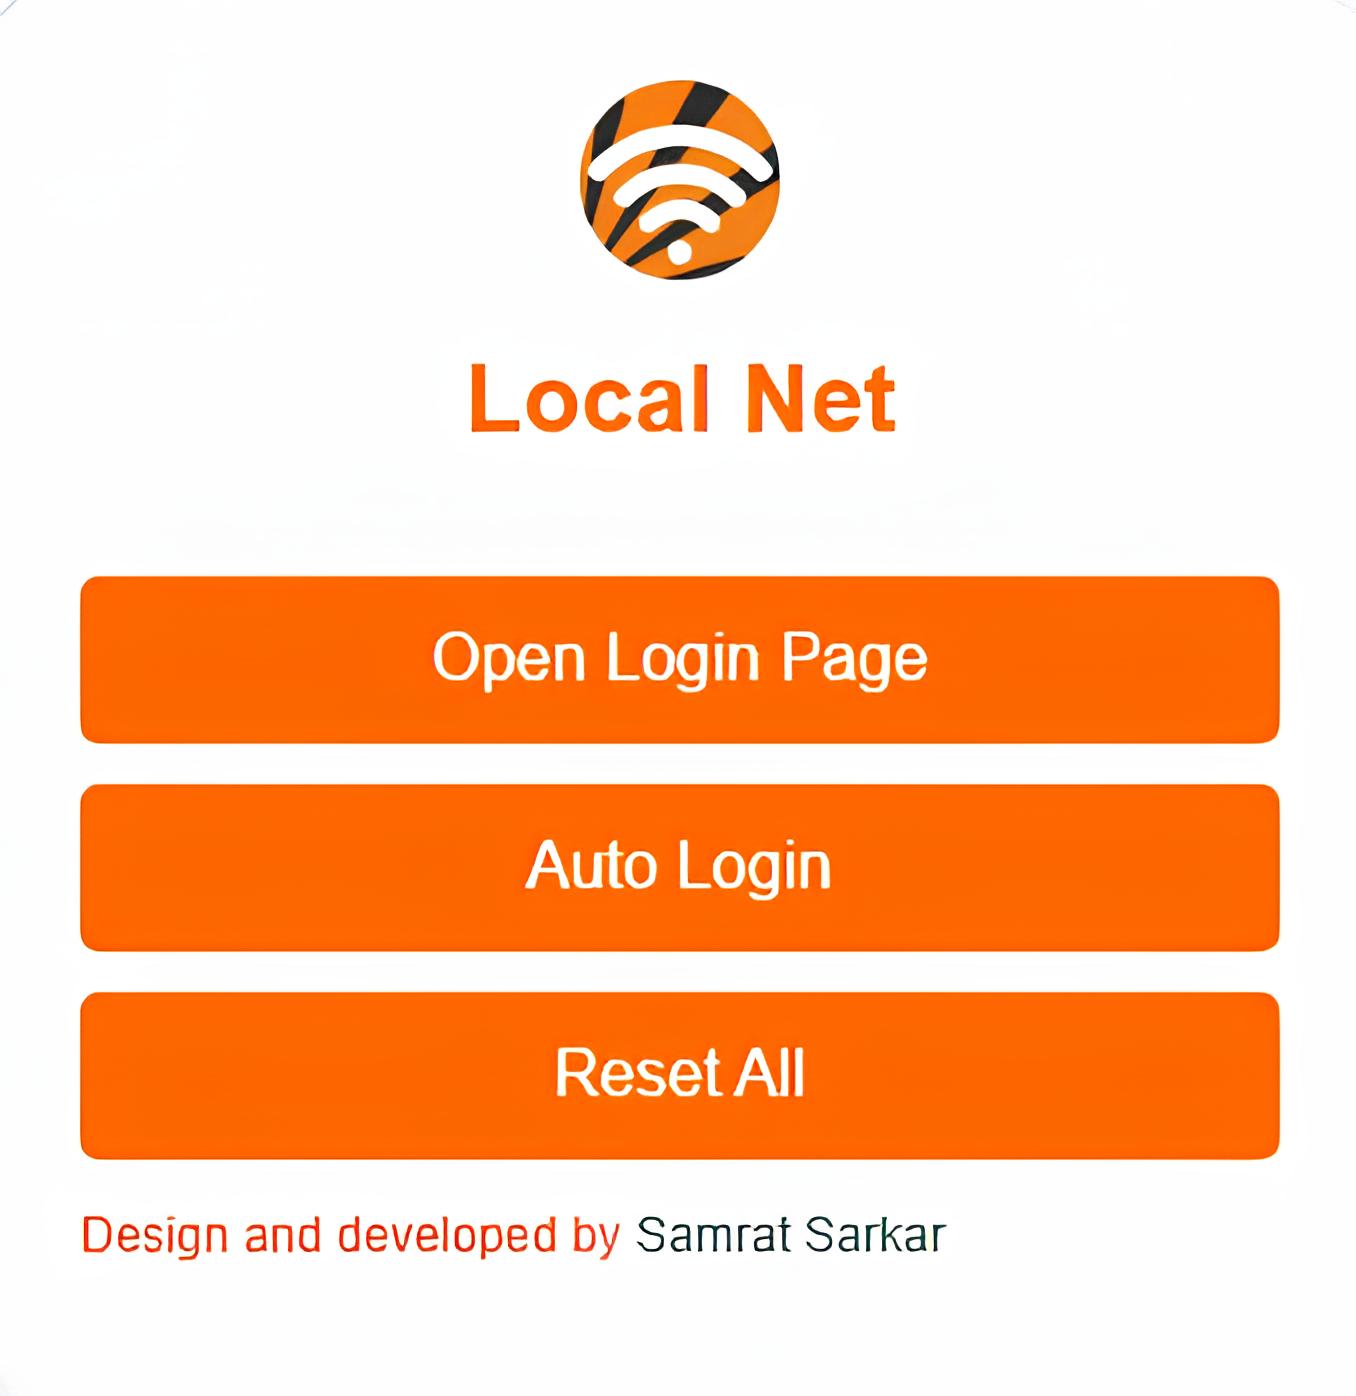 Local Net
Open Login Page
Auto Login
Reset All
Design and developed by Samrat Sarkar